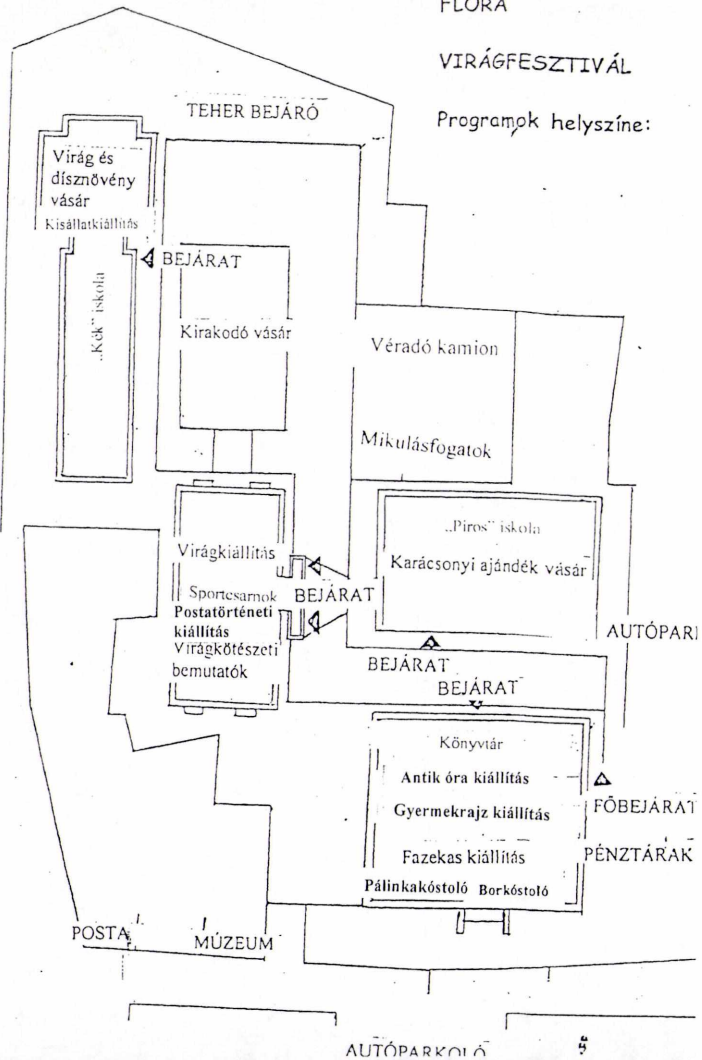 FLÓRA
VIRÁGFESZTIVÁL
Programok helyszíne:
TEHER BEJÁRÓ
Virág és
dísznövény
vásár
Kisállatkiállítás
BEJÁRAT
„Kék” iskola
Kirakodó vásár
Véradó kamion
Mikulásfogatok
Virágkiállítás
Sportcsarnok
Postatörténeti
kiállítás
Virágkötészeti
bemutatók
BEJÁRAT
„Piros” iskola
Karácsonyi ajándék vásár
AUTÓPAR
BEJÁRAT
BEJÁRAT
Könyvtár
Antik óra kiállítás
Gyermekrajz kiállítás
Fazekas kiállítás
Pálinkakóstoló Borkóstoló
FŐBEJÁRAT
PÉNZTÁRAK
POSTA
MÚZEUM
AUTÓPARKOLÓ